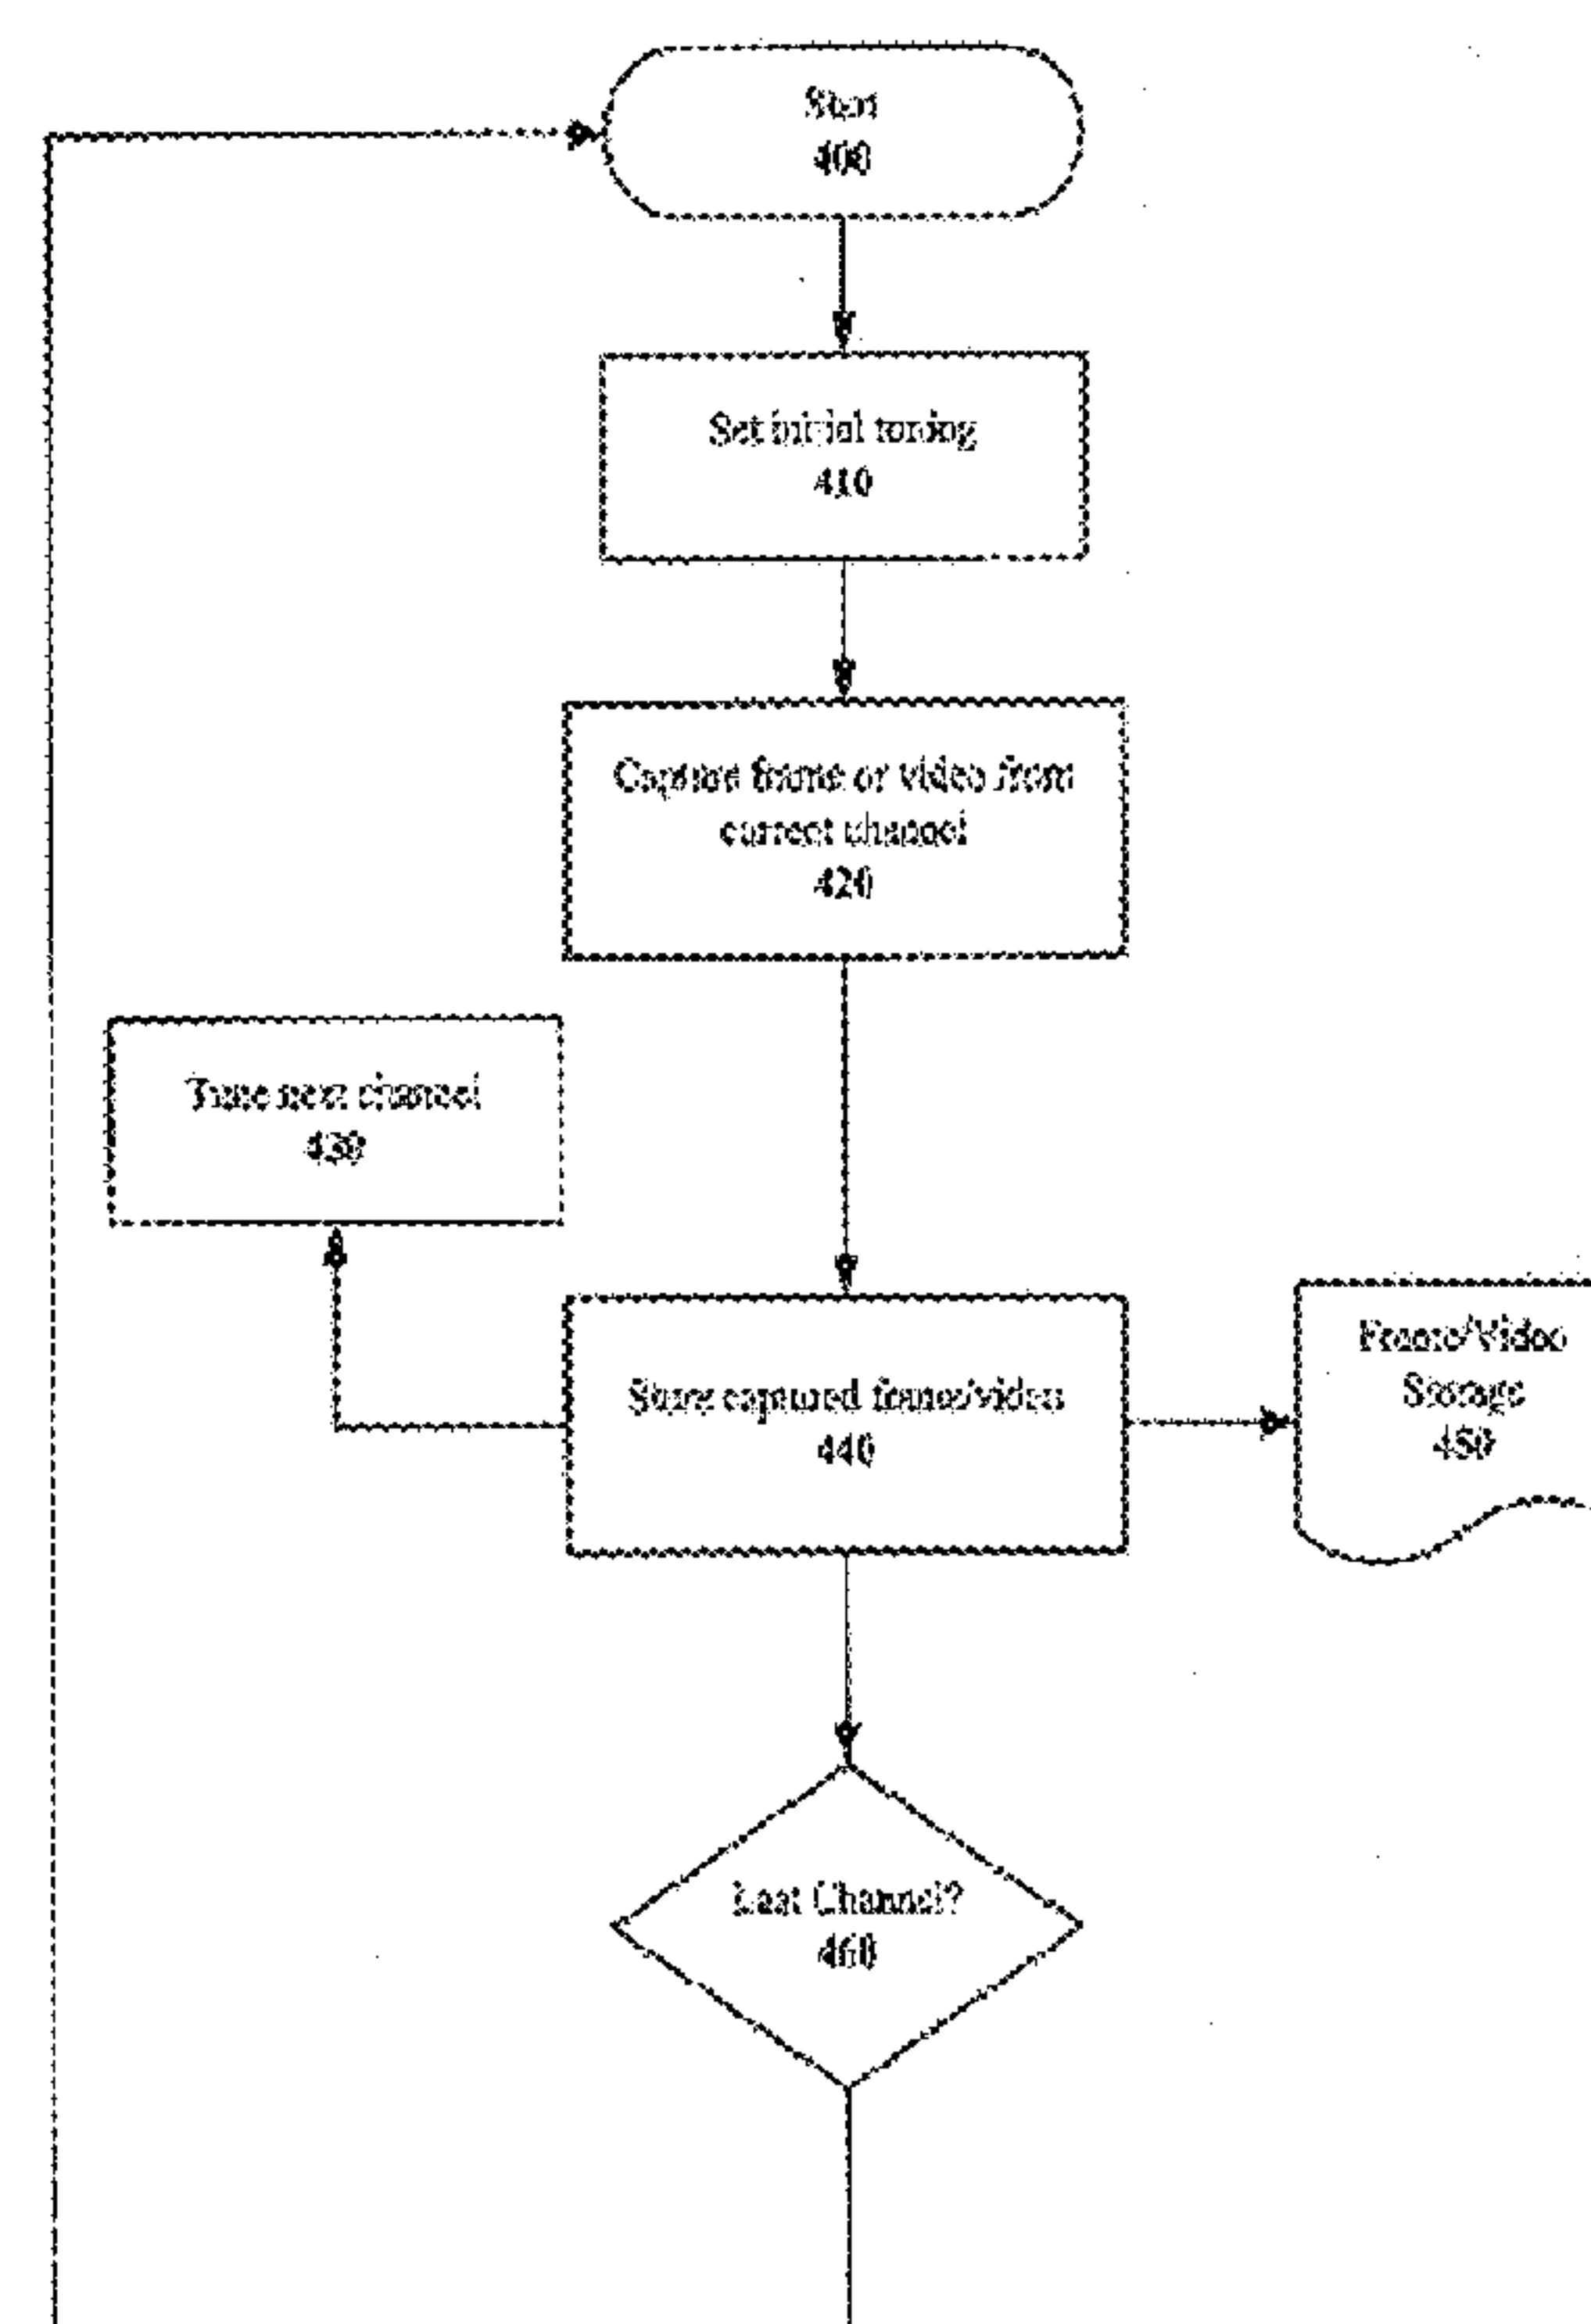 Start
400
Set initial tuning
410
Capture frame or video from
current channel
420
Tune next channel
430
Store captured frame/video
440
Frame/Video
Storage
450
Last Channel?
460